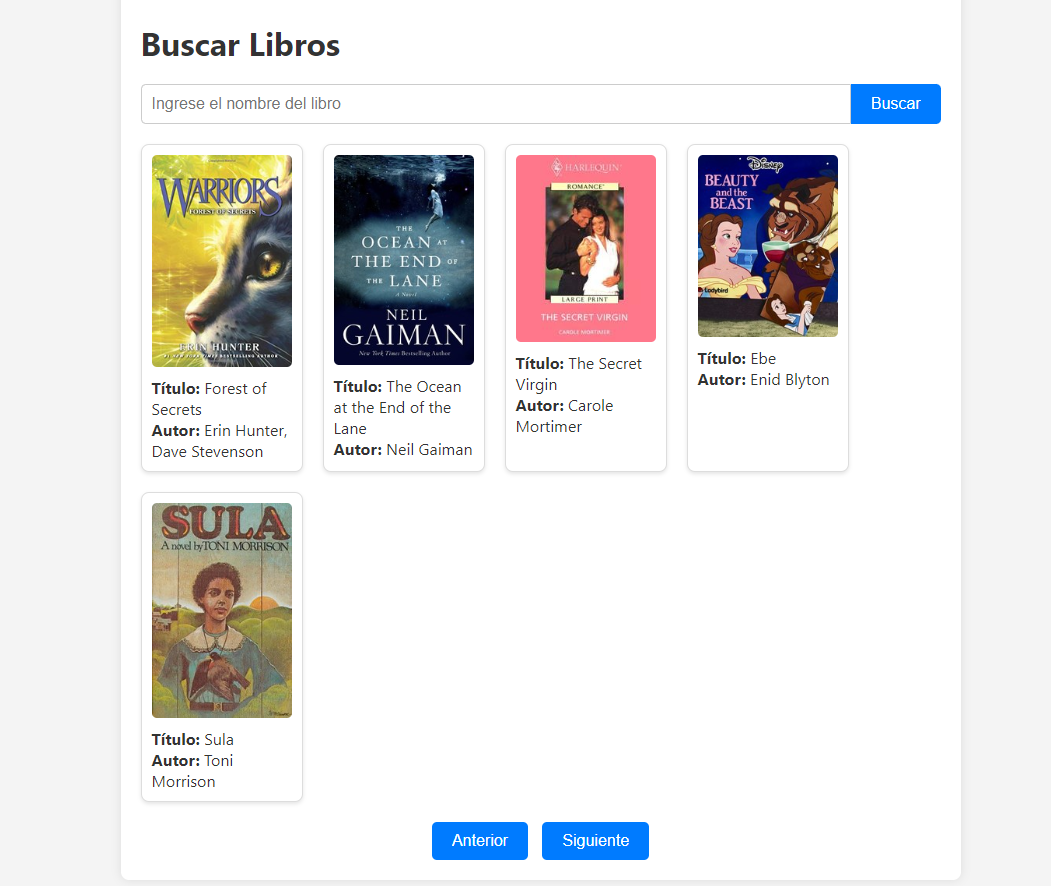 Buscar Libros
Ingrese el nombre del libro
Buscar
WARRIORS
FOREST OF SECRETS
ERIN HUNTER
#1 NEW YORK TIMES BESTSELLING AUTHOR
Título: Forest of
Secrets
Autor: Erin Hunter,
Dave Stevenson
THE
OCEAN AT
THE END OF
THE LANE
A Novel
NEIL
GAIMAN
New York Times Bestselling Author
Título: The Ocean
at the End of the
Lane
Autor: Neil Gaiman
HARLEQUIN®
ROMANCE®
LARGE PRINT
THE SECRET VIRGIN
CAROLE MORTIMER
Título: The Secret
Virgin
Autor: Carole
Mortimer
Disney
BEAUTY
and the
BEAST
Ladybird
Título: Ebe
Autor: Enid Blyton
SULA
A novel by TONI MORRISON
Título: Sula
Autor: Toni
Morrison
Anterior
Siguiente